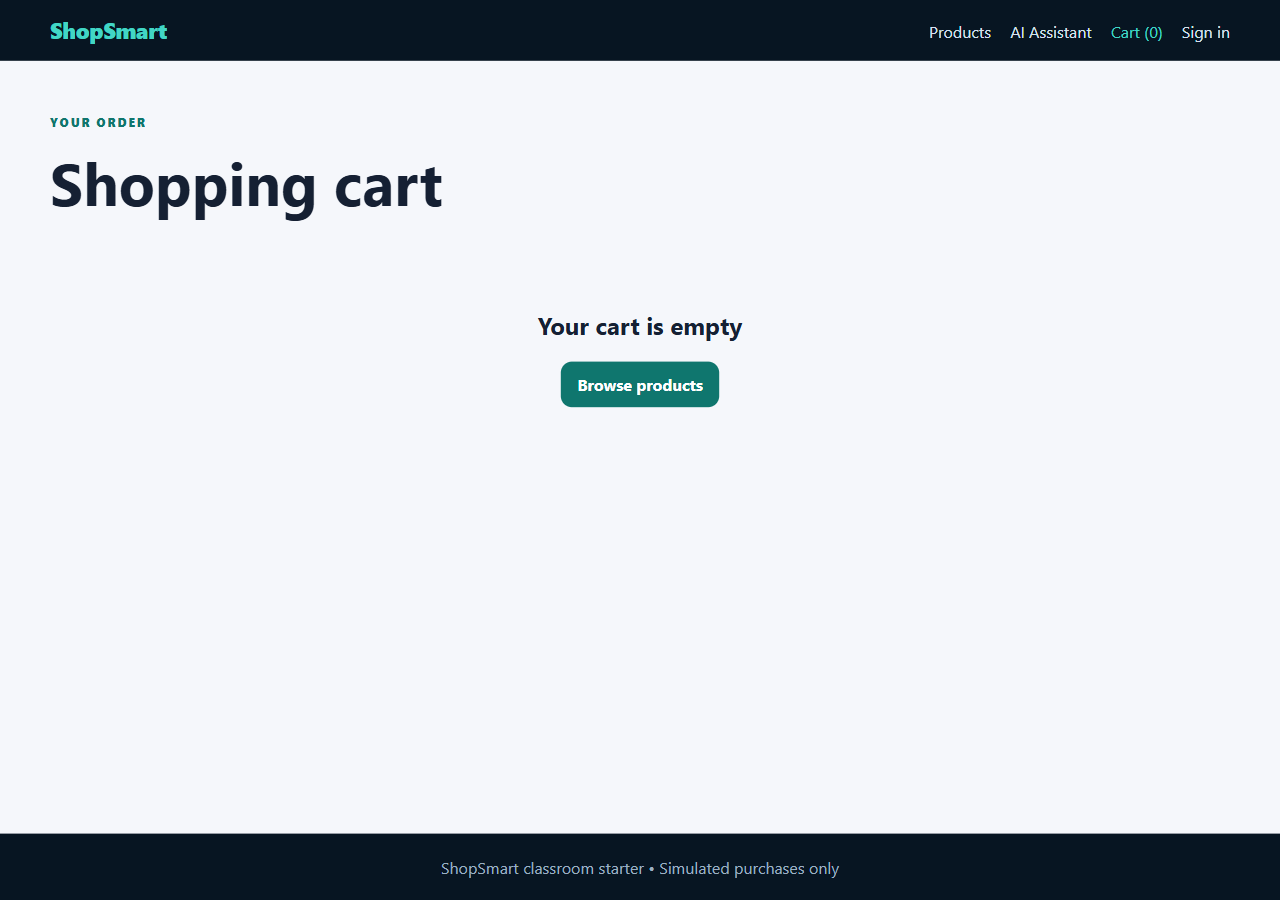 ShopSmart
Products AI Assistant Cart (0) Sign in
YOUR ORDER
Shopping cart
Your cart is empty
Browse products
ShopSmart classroom starter • Simulated purchases only